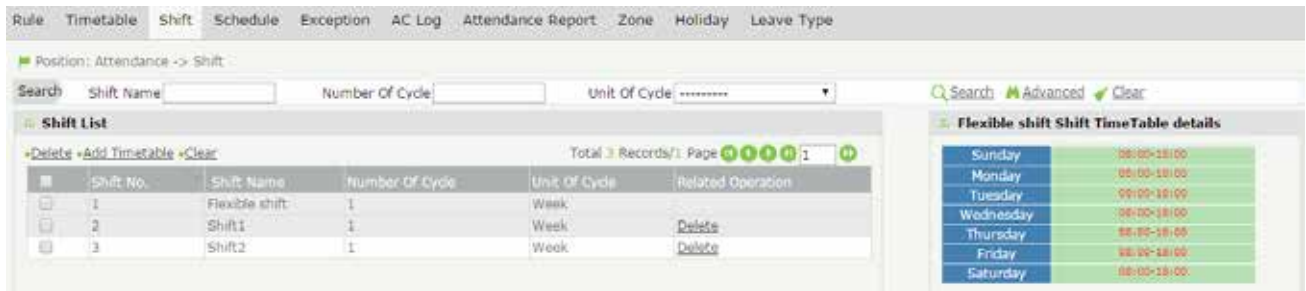 Rule Timetable Shift Schedule Exception AC Log Attendance Report Zone Holiday Leave Type
Position: Attendance -> Shift
Search Shift Name Number Of Cycle Unit Of Cycle --------- Search Advanced Clear
Shift List
Delete Add Timetable Clear Total 3 Records/1 Page 1
Shift No. Shift Name Number Of Cycle Unit Of Cycle Related Operation
1 Flexible shift 1 Week
2 Shift1 1 Week Delete
3 Shift2 1 Week Delete
Flexible shift Shift TimeTable details
Sunday 08:00-18:00
Monday 08:00-18:00
Tuesday 08:00-18:00
Wednesday 08:00-18:00
Thursday 08:00-18:00
Friday 08:00-18:00
Saturday 08:00-18:00